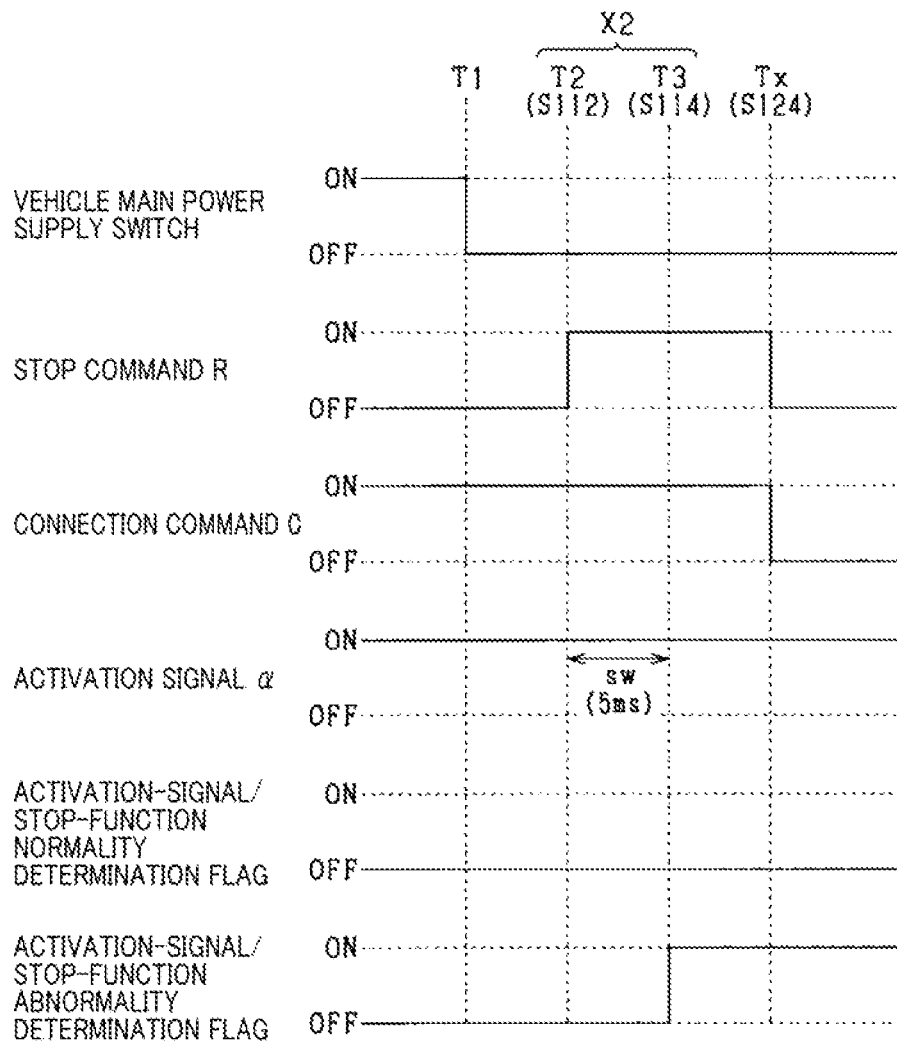 X2
T1 T2 T3 Tx
(S112) (S114) (S124)
VEHICLE MAIN POWER
SUPPLY SWITCH
ON
OFF
STOP COMMAND R
ON
OFF
CONNECTION COMMAND C
ON
OFF
ACTIVATION SIGNAL α
ON
OFF
sw
(5ms)
ACTIVATION-SIGNAL/
STOP-FUNCTION
NORMALITY
DETERMINATION FLAG
ON
OFF
ACTIVATION-SIGNAL/
STOP-FUNCTION
ABNORMALITY
DETERMINATION FLAG
ON
OFF